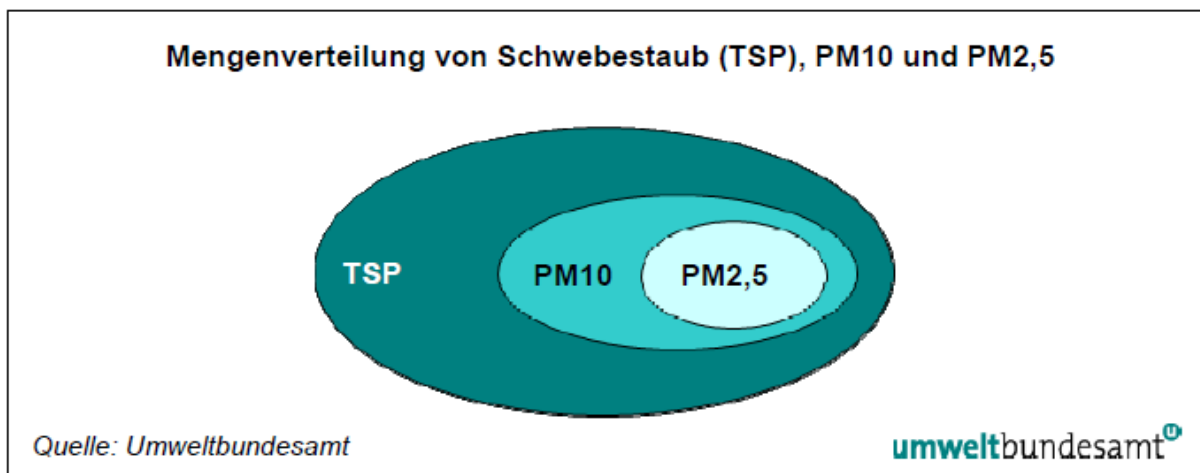 Mengenverteilung von Schwebestaub (TSP), PM10 und PM2,5
TSP
PM10
PM2,5
Quelle: Umweltbundesamt
umweltbundesamt
u